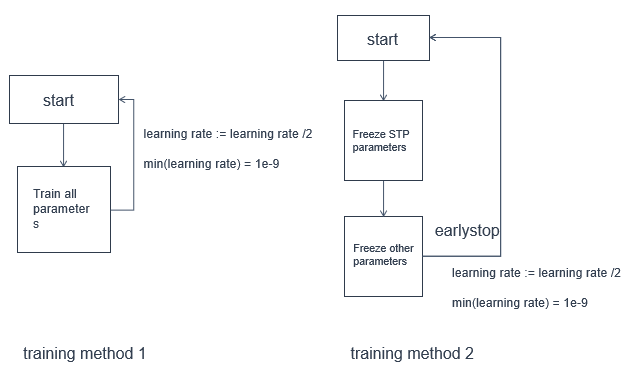 start
Train all
parameter
s
learning rate := learning rate /2
min(learning rate) = 1e-9
training method 1
start
Freeze STP
parameters
Freeze other
parameters
earlystop
learning rate := learning rate /2
min(learning rate) = 1e-9
training method 2